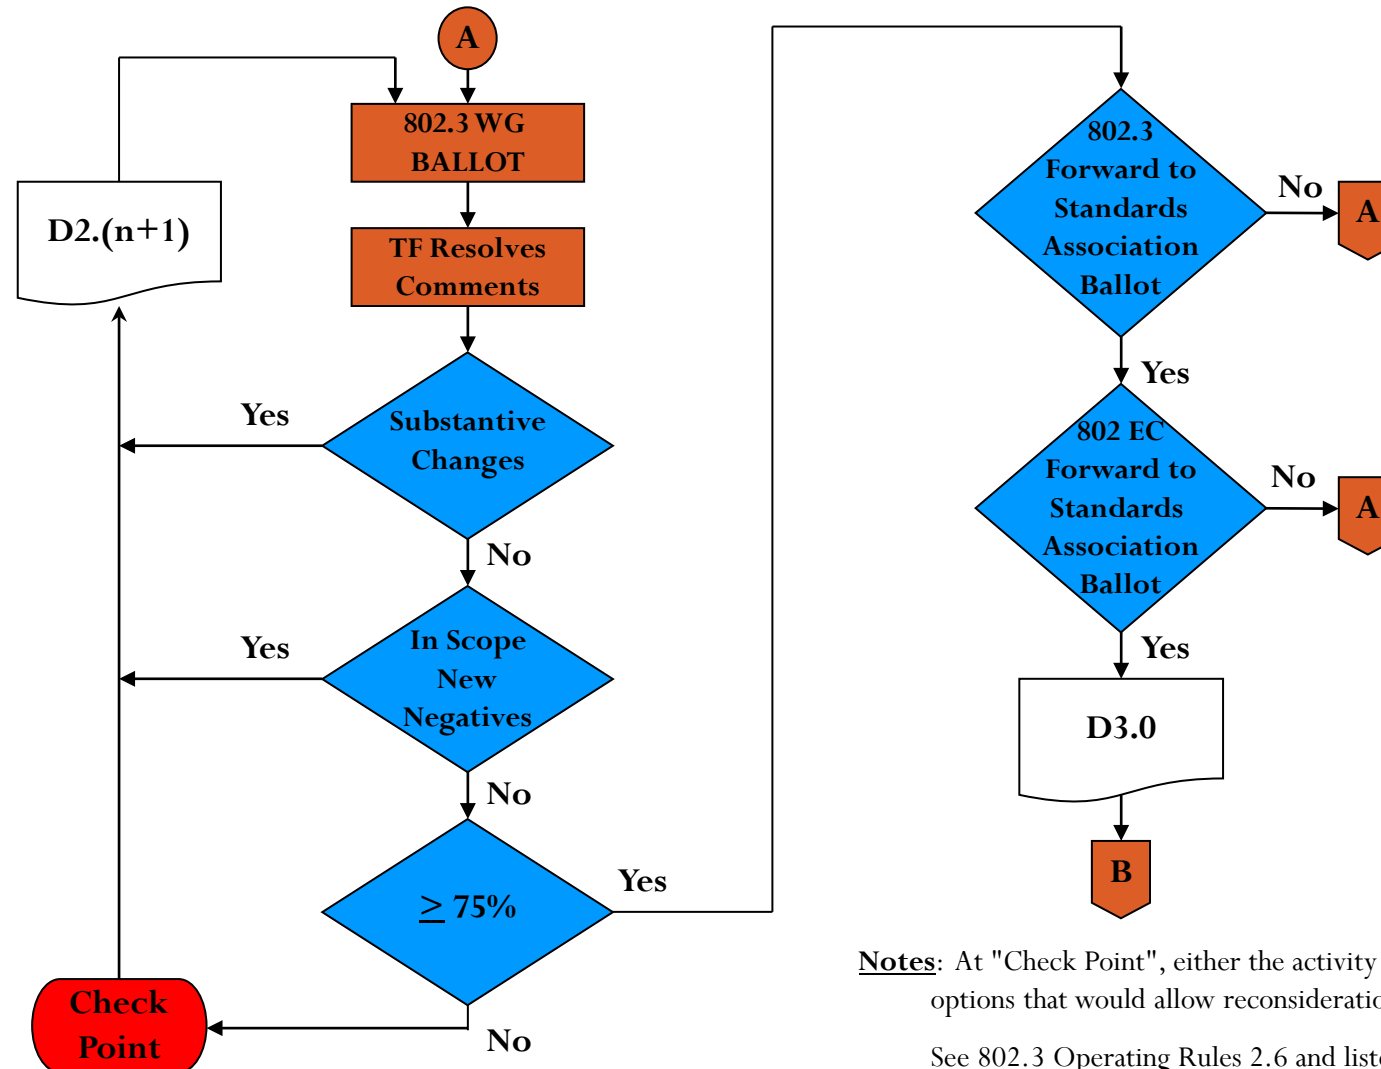 A
802.3 WG
BALLOT
D2.(n+1)
TF Resolves
Comments
Yes
Substantive
Changes
No
Yes
In Scope
New
Negatives
No
≥ 75%
Yes
No
Check
Point
802.3
Forward to
Standards
Association
Ballot
No
A
Yes
802 EC
Forward to
Standards
Association
Ballot
No
A
Yes
D3.0
B
Notes: At "Check Point", either the activity
options that would allow
See 802.3 Operating Rules 2.6 and